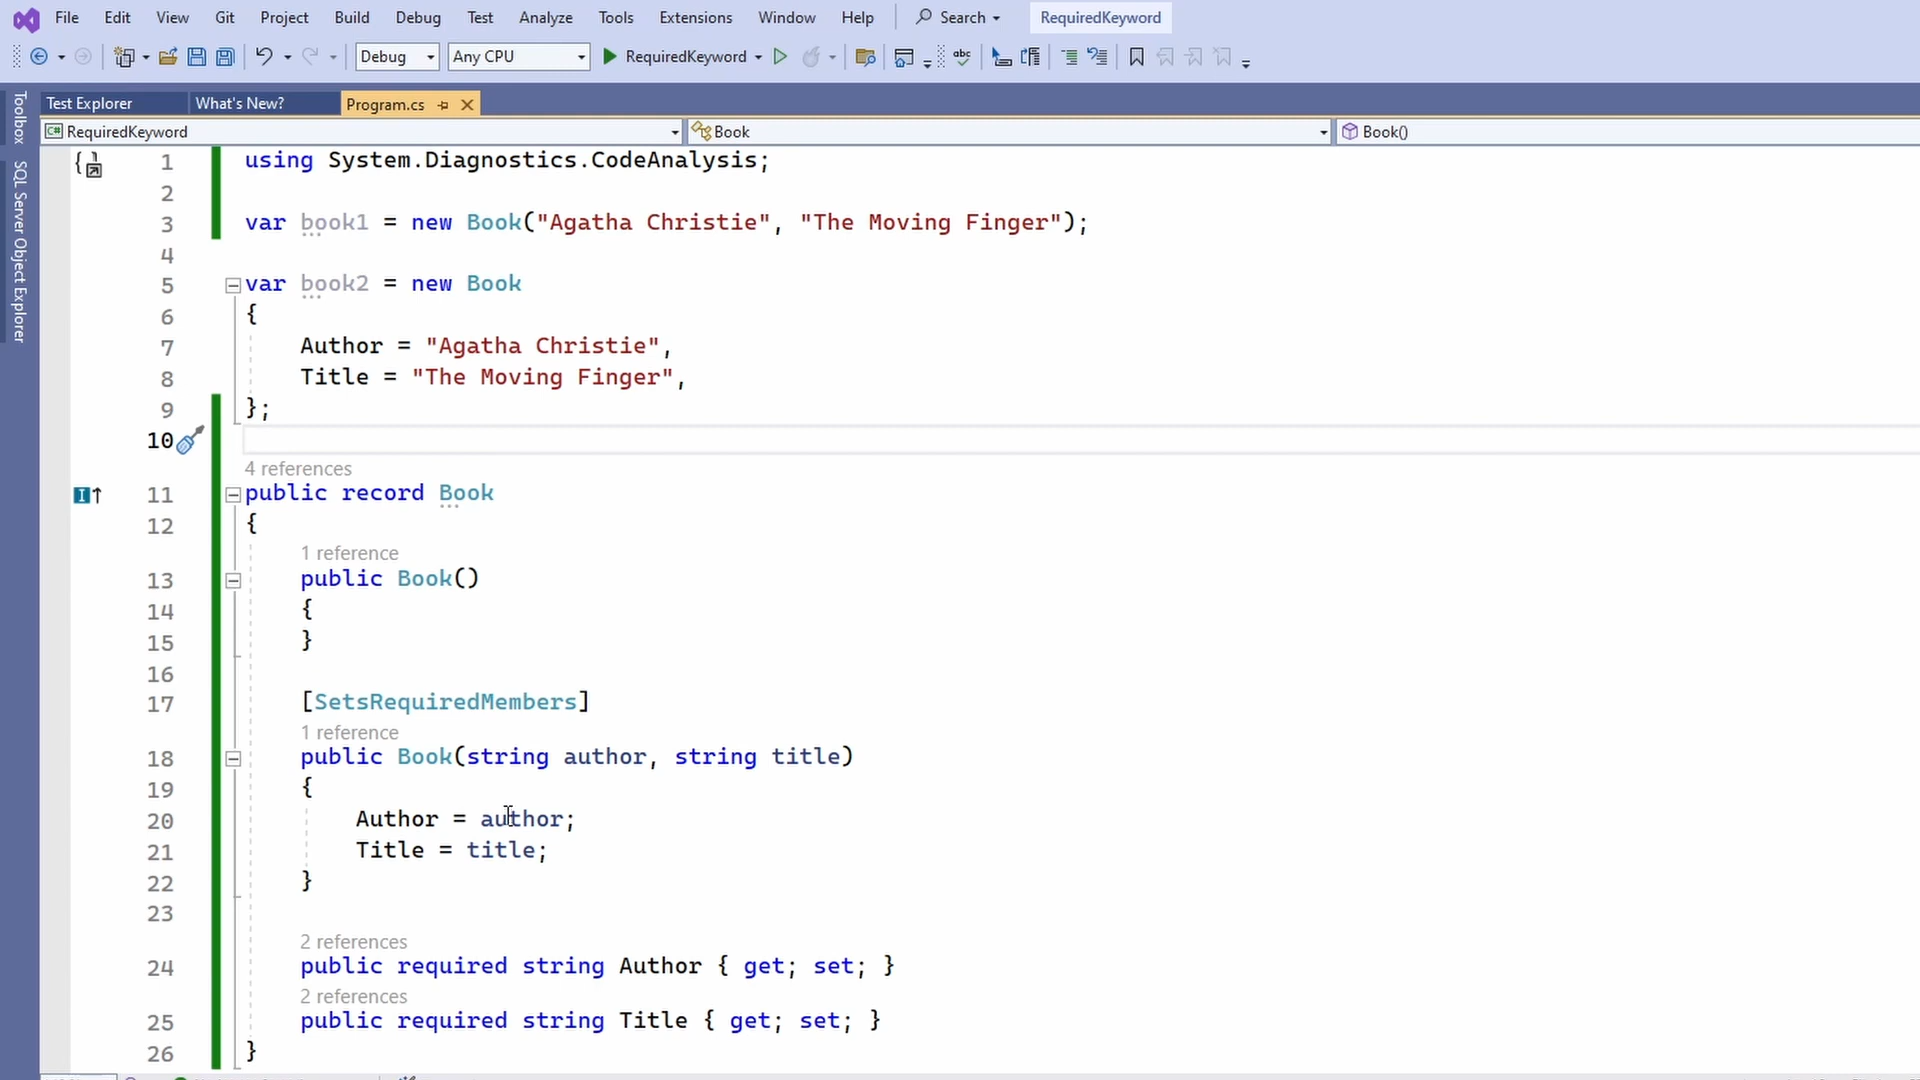 File Edit View Git Project Build Debug Test Analyze Tools Extensions Window Help Search RequiredKeyword
Debug Any CPU RequiredKeyword abc
Test Explorer What's New? Program.cs
Toolbox
SQL Server Object Explorer
C# RequiredKeyword Book Book()
1 using System.Diagnostics.CodeAnalysis;
2
3 var book1 = new Book("Agatha Christie", "The Moving Finger");
4
5 var book2 = new Book
6 {
7 Author = "Agatha Christie",
8 Title = "The Moving Finger",
9 };
10
4 references
11 public record Book
12 {
1 reference
13 public Book()
14 {
15 }
16
17 [SetsRequiredMembers]
1 reference
18 public Book(string author, string title)
19 {
20 Author = author;
21 Title = title;
22 }
23
2 references
24 public required string Author { get; set; }
2 references
25 public required string Title { get; set; }
26 }